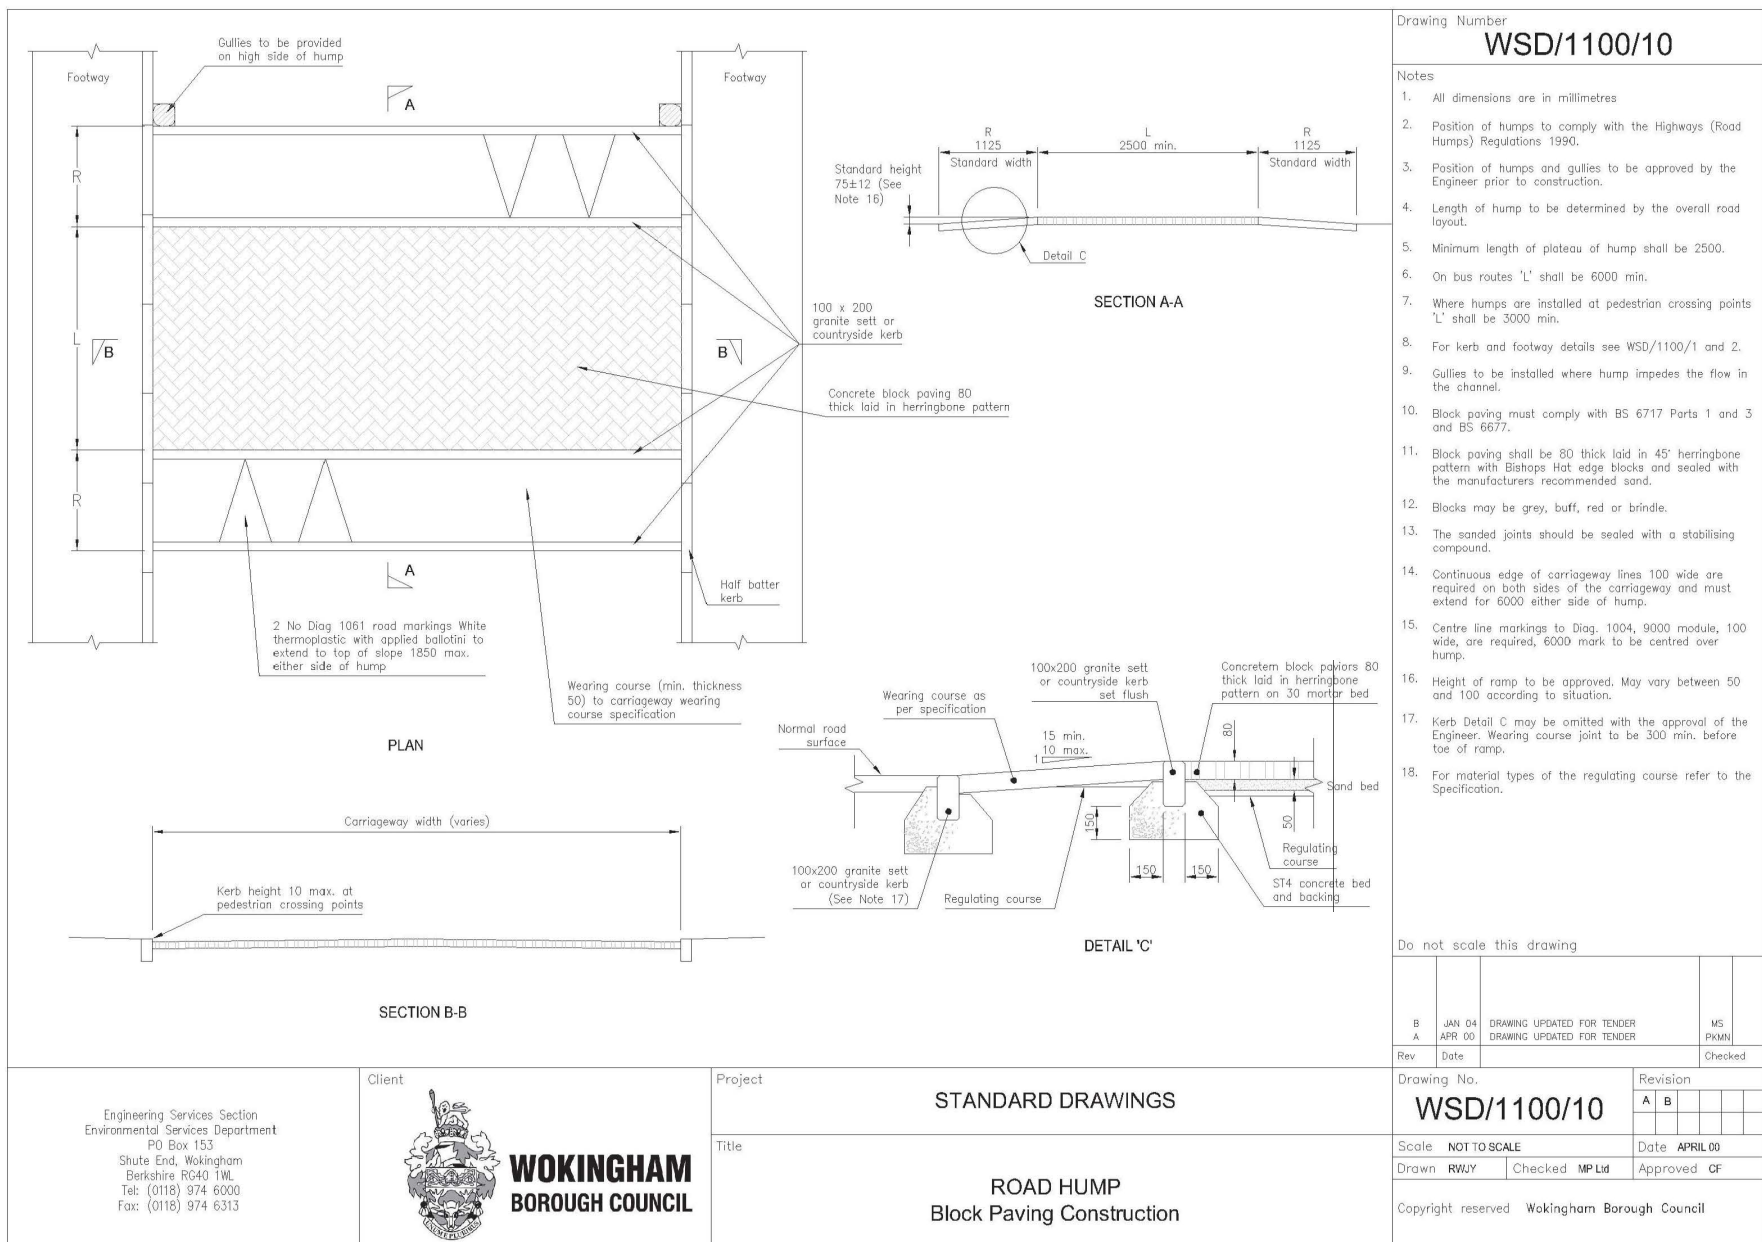 Gullies to be provided
on high side of hump
Footway
Footway
A
R
L
R
B
B
A
100 x 200
granite sett or
countryside kerb
Concrete block paving 80
thick laid in herringbone pattern
Half batter
kerb
2 No Diag 1061 road markings White
thermoplastic with applied ballotini to
extend to top of slope 1850 max.
either side of hump
Wearing course (min. thickness
50) to carriageway wearing
course specification
PLAN
R
1125
Standard width
L
2500 min.
R
1125
Standard width
Standard height
75±12 (See
Note 16)
Detail C
SECTION A-A
Carriageway width (varies)
Kerb height 10 max. at
pedestrian crossing points
SECTION B-B
100x200 granite sett
or countryside kerb
set flush
Concretem block paviors 80
thick laid in herringbone
pattern on 30 mortar bed
Wearing course as
per specification
Normal road
surface
15 min.
10 max.
1
80
Sand bed
150
50
150
150
Regulating
course
100x200 granite sett
or countryside kerb
(See Note 17)
Regulating course
ST4 concrete bed
and backing
DETAIL 'C'
Drawing Number
WSD/1100/10
Notes
1. All dimensions are in millimetres
2. Position of humps to comply with the Highways (Road
Humps) Regulations 1990.
3. Position of humps and gullies to be approved by the
Engineer prior to construction.
4. Length of hump to be determined by the overall road
layout.
5. Minimum length of plateau of hump shall be 2500.
6. On bus routes 'L' shall be 6000 min.
7. Where humps are installed at pedestrian crossing points
'L' shall be 3000 min.
8. For kerb and footway details see WSD/1100/1 and 2.
9. Gullies to be installed where hump impedes the flow in
the channel.
10. Block paving must comply with BS 6717 Parts 1 and 3
and BS 6677.
11. Block paving shall be 80 thick laid in 45° herringbone
pattern with Bishops Hat edge blocks and sealed with
the manufacturers recommended sand.
12. Blocks may be grey, buff, red or brindle.
13. The sanded joints should be sealed with a stabilising
compound.
14. Continuous edge of carriageway lines 100 wide are
required on both sides of the carriageway and must
extend for 6000 either side of hump.
15. Centre line markings to Diag. 1004, 9000 module, 100
wide, are required, 6000 mark to be centred over
hump.
16. Height of ramp to be approved. May vary between 50
and 100 according to situation.
17. Kerb Detail C may be omitted with the approval of the
Engineer. Wearing course joint to be 300 min. before
toe of ramp.
18. For material types of the regulating course refer to the
Specification.
Do not scale this drawing
B JAN 04 DRAWING UPDATED FOR TENDER MS
A APR 00 DRAWING UPDATED FOR TENDER PKMN
Rev Date Checked
Engineering Services Section
Environmental Services Department
PO Box 153
Shute End, Wokingham
Berkshire RG40 1WL
Tel: (0118) 974 6000
Fax: (0118) 974 6313
Client
WOKINGHAM
BOROUGH COUNCIL
Project
STANDARD DRAWINGS
Title
ROAD HUMP
Block Paving Construction
Drawing No.
WSD/1100/10
Revision
A B
Scale NOT TO SCALE
Date APRIL 00
Drawn RWJY Checked MP Ltd Approved CF
Copyright reserved Wokingham Borough Council